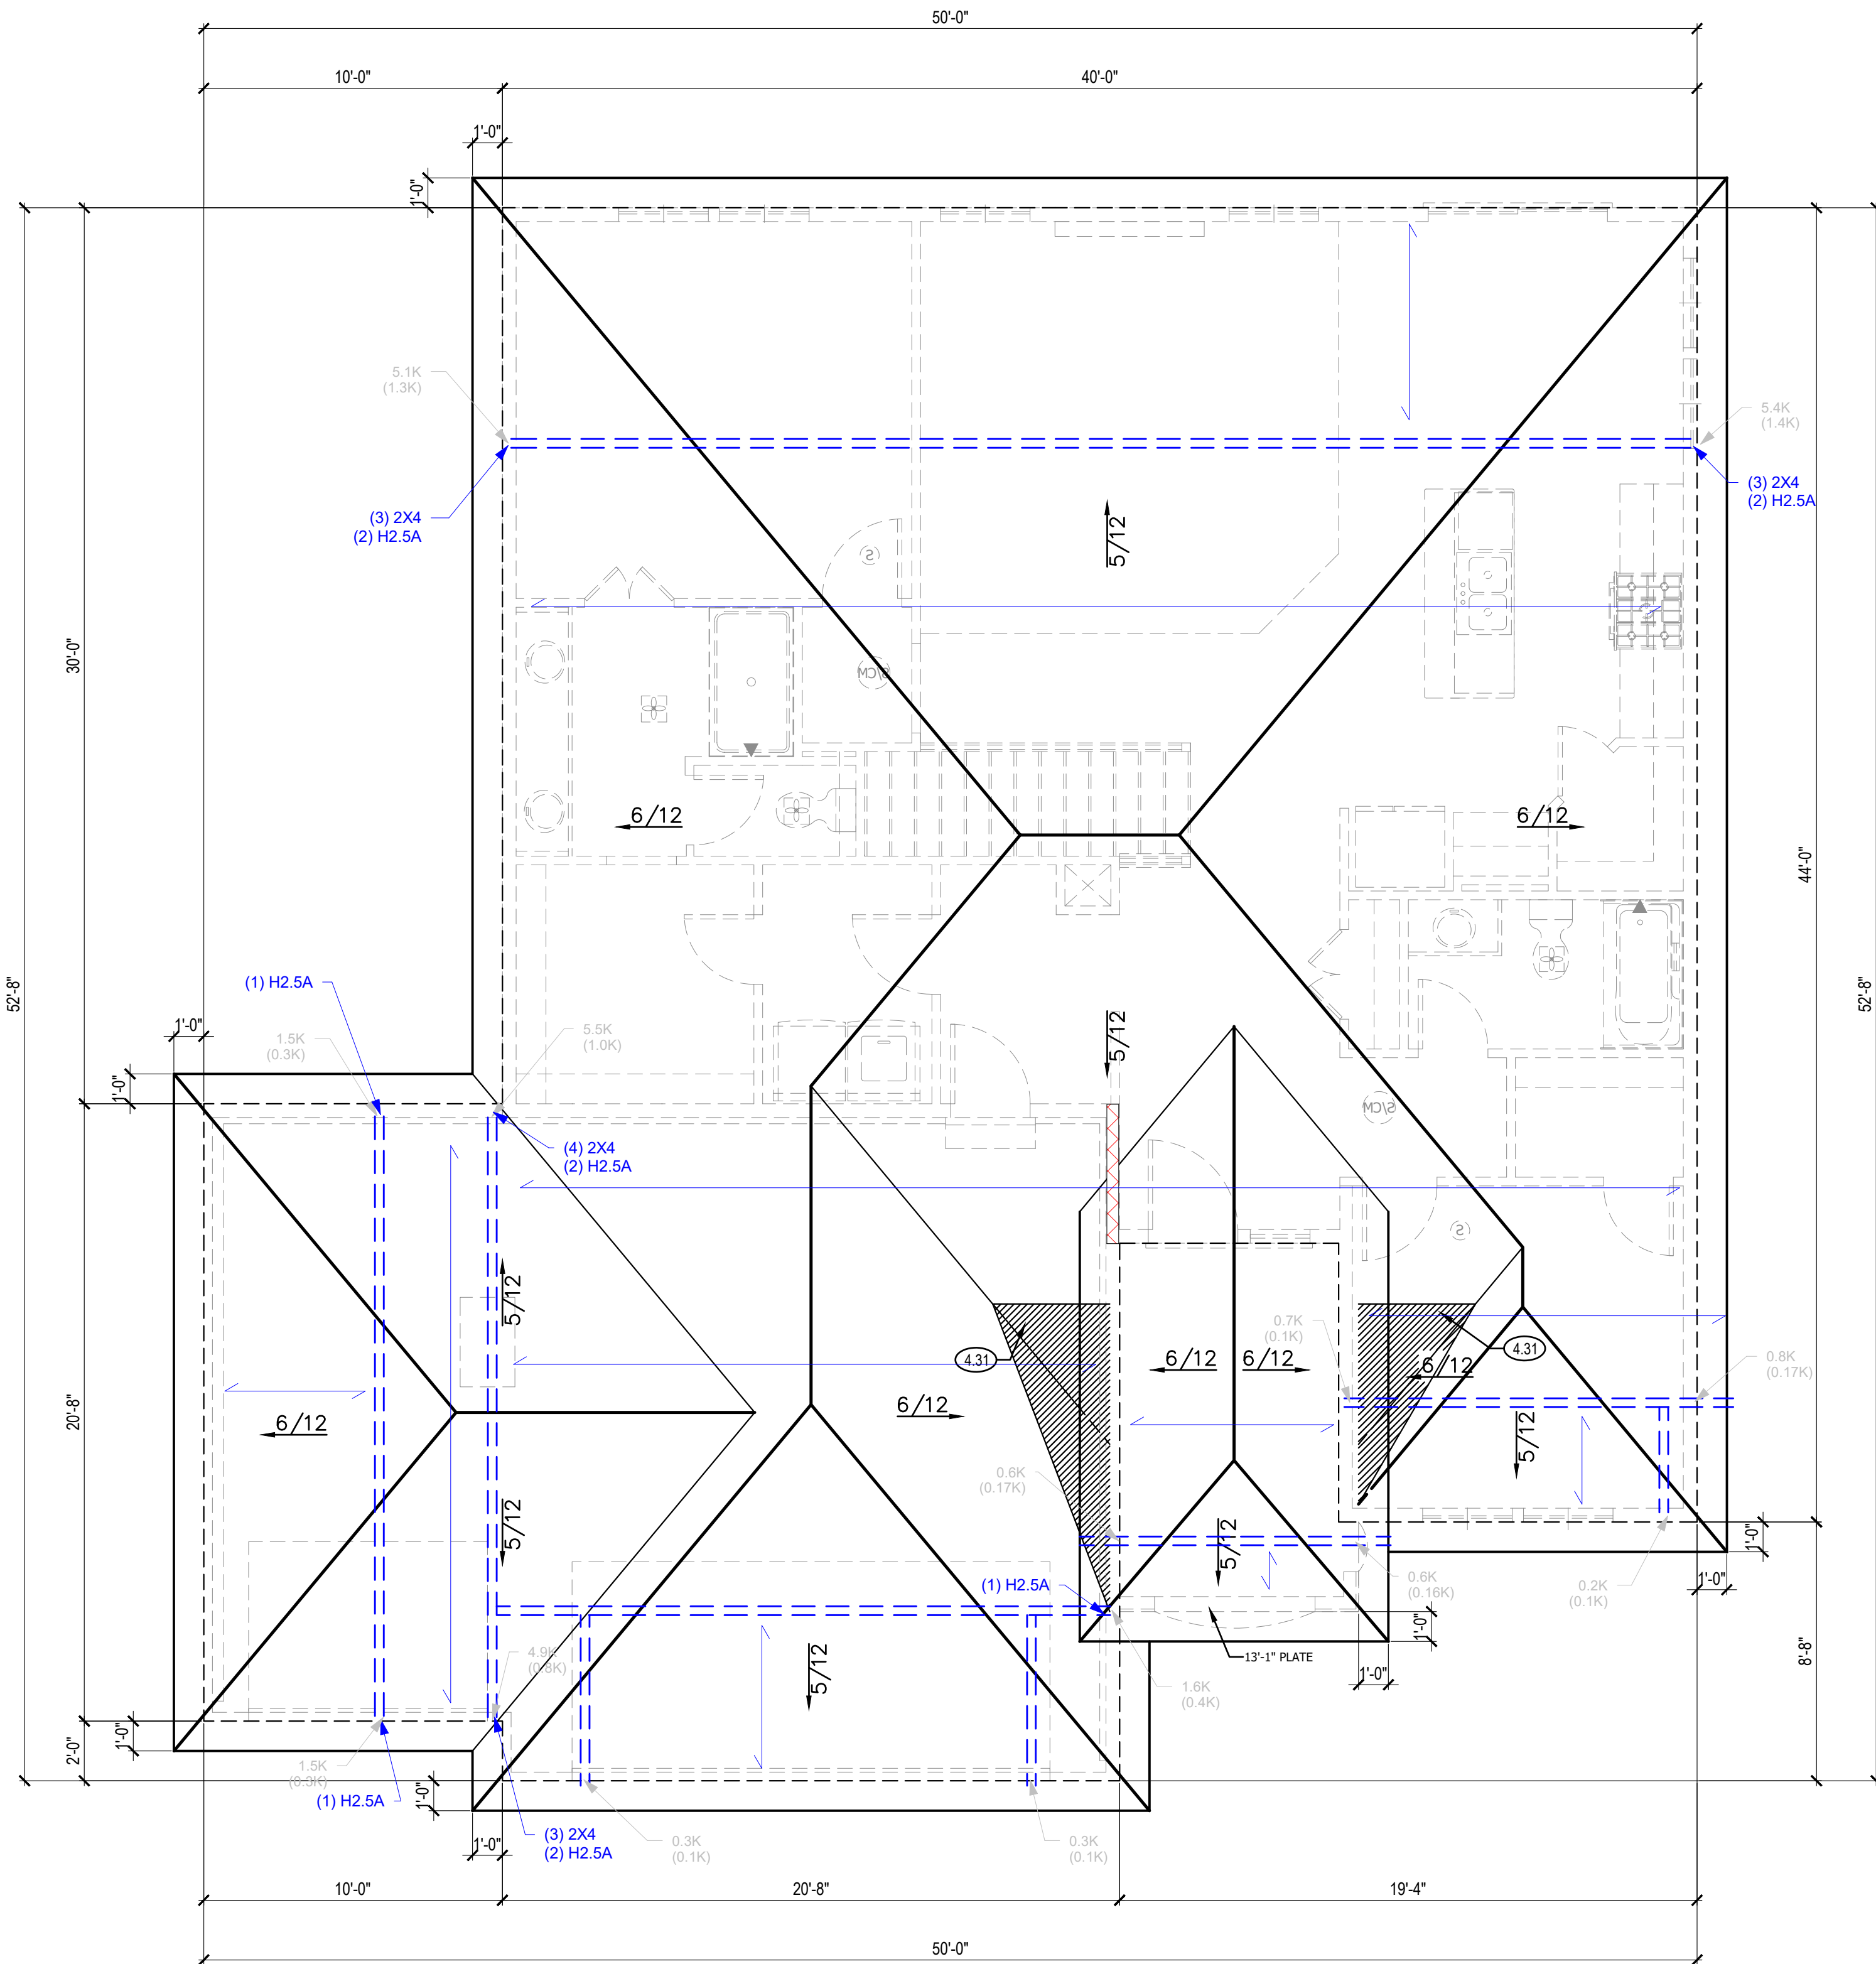 50'-0"
10'-0"
40'-0"
1'-0"
1'-0"
5.1K
(1.3K)
5.4K
(1.4K)
(3) 2X4
(2) H2.5A
(3) 2X4
(2) H2.5A
5/12
S
30'-0"
S/CM
6/12
6/12
44'-0"
52'-8"
52'-8"
(1) H2.5A
1'-0"
1.5K
(0.3K)
5.5K
(1.0K)
5/12
1'-0"
S/CM
(4) 2X4
(2) H2.5A
S
5/12
0.7K
(0.1K)
4.31
6/12
6/12
6/12
4.31
0.8K
(0.17K)
20'-8"
6/12
6/12
5/12
0.6K
(0.17K)
5/12
5/12
1'-0"
(1) H2.5A
0.6K
(0.16K)
0.2K
(0.1K)
1'-0"
1'-0"
4.9K
(0.8K)
5/12
13'-1" PLATE
1'-0"
8'-8"
1.6K
(0.4K)
2'-0"
1'-0"
1.5K
(0.3K)
(1) H2.5A
1'-0"
1'-0"
(3) 2X4
(2) H2.5A
0.3K
(0.1K)
0.3K
(0.1K)
10'-0"
20'-8"
19'-4"
50'-0"